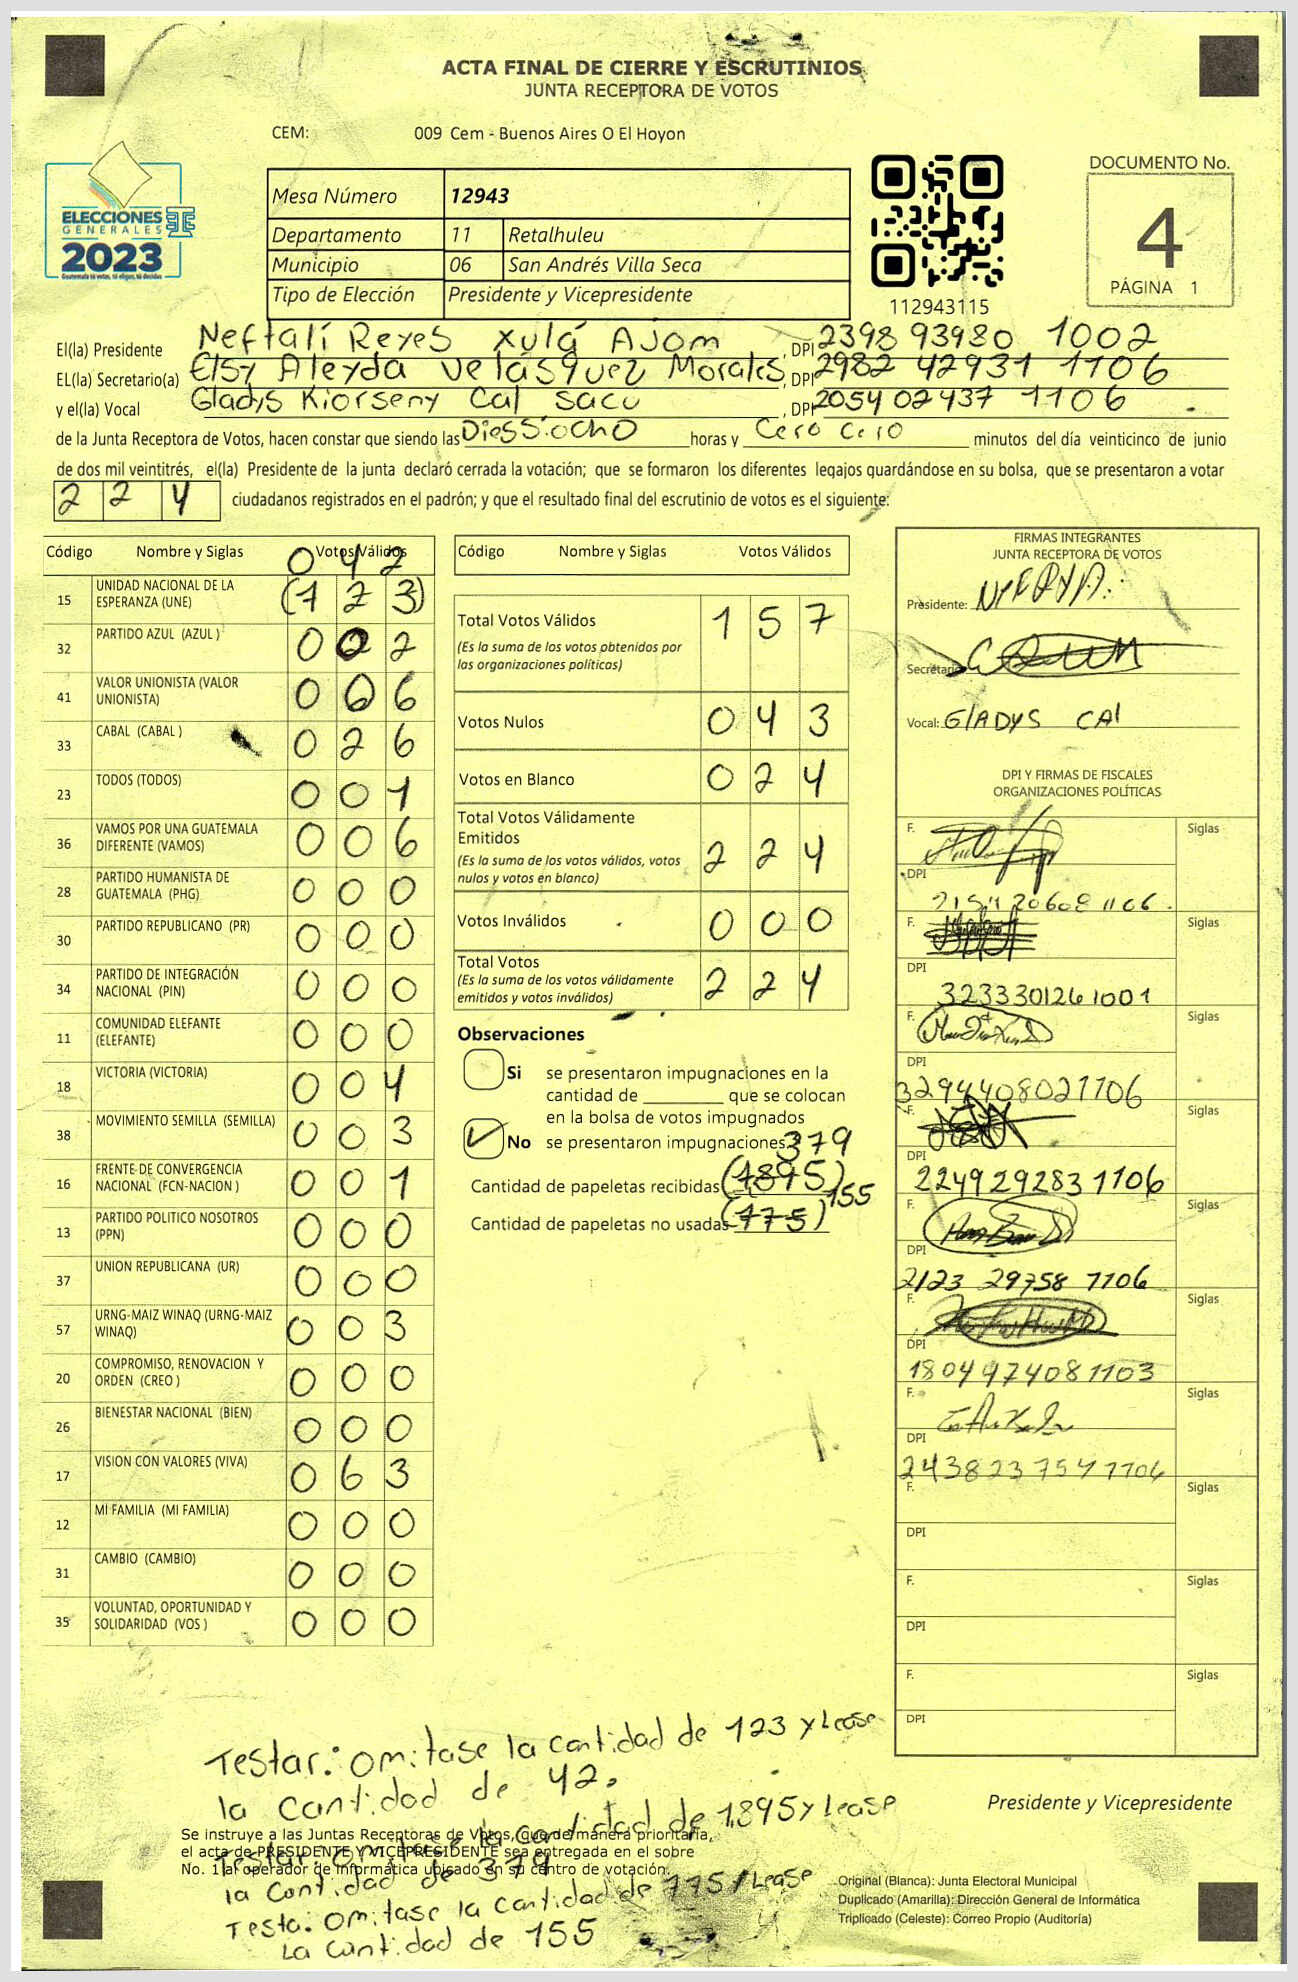 ACTA FINAL DE CIERRE Y ESCRUTINIOS
JUNTA RECEPTORA DE VOTOS
CEM: 009 Cem - Buenos Aires O El Hoyon
ELECCIONES
GENERALES
2023
Guatemala tú votas, tú eliges, tú decides
Mesa Número 12943
Departamento 11 Retalhuleu
Municipio 06 San Andrés Villa Seca
Tipo de Elección Presidente y Vicepresidente
112943115
DOCUMENTO No.
4
PÁGINA 1
El(la) Presidente Neftalí Reyes Xulá Ajom , DPI 2398 93980 1002
EL(la) Secretario(a) Elsy Aleyda Velásquez Morales , DPI 2982 42931 1106
y el(la) Vocal Gladys Kiorseny Cal Sacu , DPI 2054 02437 1106
de la Junta Receptora de Votos, hacen constar que siendo las DiesSiocho horas y Cero Cero minutos del día veinticinco de junio
de dos mil veintitrés, el(la) Presidente de la junta declaró cerrada la votación; que se formaron los diferentes legajos guardándose en su bolsa, que se presentaron a votar
2 2 4 ciudadanos registrados en el padrón; y que el resultado final del escrutinio de votos es el siguiente:
Código Nombre y Siglas Votos Válidos
0 4 2
15 UNIDAD NACIONAL DE LA ESPERANZA (UNE) (1 2 3)
32 PARTIDO AZUL (AZUL ) 0 0 2
41 VALOR UNIONISTA (VALOR UNIONISTA) 0 0 6
33 CABAL (CABAL ) 0 2 6
23 TODOS (TODOS) 0 0 1
36 VAMOS POR UNA GUATEMALA DIFERENTE (VAMOS) 0 0 6
28 PARTIDO HUMANISTA DE GUATEMALA (PHG) 0 0 0
30 PARTIDO REPUBLICANO (PR) 0 0 0
34 PARTIDO DE INTEGRACIÓN NACIONAL (PIN) 0 0 0
11 COMUNIDAD ELEFANTE (ELEFANTE) 0 0 0
18 VICTORIA (VICTORIA) 0 0 4
38 MOVIMIENTO SEMILLA (SEMILLA) 0 0 3
16 FRENTE DE CONVERGENCIA NACIONAL (FCN-NACION ) 0 0 1
13 PARTIDO POLITICO NOSOTROS (PPN) 0 0 0
37 UNION REPUBLICANA (UR) 0 0 0
57 URNG-MAIZ WINAQ (URNG-MAIZ WINAQ) 0 0 3
20 COMPROMISO, RENOVACION Y ORDEN (CREO ) 0 0 0
26 BIENESTAR NACIONAL (BIEN) 0 0 0
17 VISION CON VALORES (VIVA) 0 6 3
12 MI FAMILIA (MI FAMILIA) 0 0 0
31 CAMBIO (CAMBIO) 0 0 0
35 VOLUNTAD, OPORTUNIDAD Y SOLIDARIDAD (VOS ) 0 0 0
Código Nombre y Siglas Votos Válidos
Total Votos Válidos 1 5 7
(Es la suma de los votos obtenidos por
las organizaciones políticas)
Votos Nulos 0 4 3
Votos en Blanco 0 2 4
Total Votos Válidamente
Emitidos 2 2 4
(Es la suma de los votos válidos, votos
nulos y votos en blanco)
Votos Inválidos 0 0 0
Total Votos 2 2 4
(Es la suma de los votos válidamente
emitidos y votos inválidos)
Observaciones
Si se presentaron impugnaciones en la
cantidad de ________ que se colocan
en la bolsa de votos impugnados
No se presentaron impugnaciones
379
Cantidad de papeletas recibidas (1895)
155
Cantidad de papeletas no usadas (775)
FIRMAS INTEGRANTES
JUNTA RECEPTORA DE VOTOS
Presidente:
Secretario
Vocal: GlADYS CAl
DPI Y FIRMAS DE FISCALES
ORGANIZACIONES POLÍTICAS
F. Siglas
DPI
2154 20608 1106
F. Siglas
DPI
3233301261001
F. Siglas
DPI
3294408021106
F. Siglas
DPI
2249292831106
F. Siglas
DPI
2123 29758 1106
F. Siglas
DPI
1804974081103
F. Siglas
DPI
2438237541106
F. Siglas
DPI
F. Siglas
DPI
F. Siglas
DPI
Testar: omitase la cantidad de 123 y Lease
la cantidad de 42.
Testar: omitase la cantidad de 1895 y Lease
la cantidad de 379
Testa: omitase la cantidad de 775 / Lease
La cantidad de 155
Se instruye a las Juntas Receptoras de Votos, que de manera prioritaria,
el acta de PRESIDENTE Y VICEPRESIDENTE sea entregada en el sobre
No. 1 al operador de informática ubicado en su centro de votación.
Presidente y Vicepresidente
Original (Blanca): Junta Electoral Municipal
Duplicado (Amarilla): Dirección General de Informática
Triplicado (Celeste): Correo Propio (Auditoría)